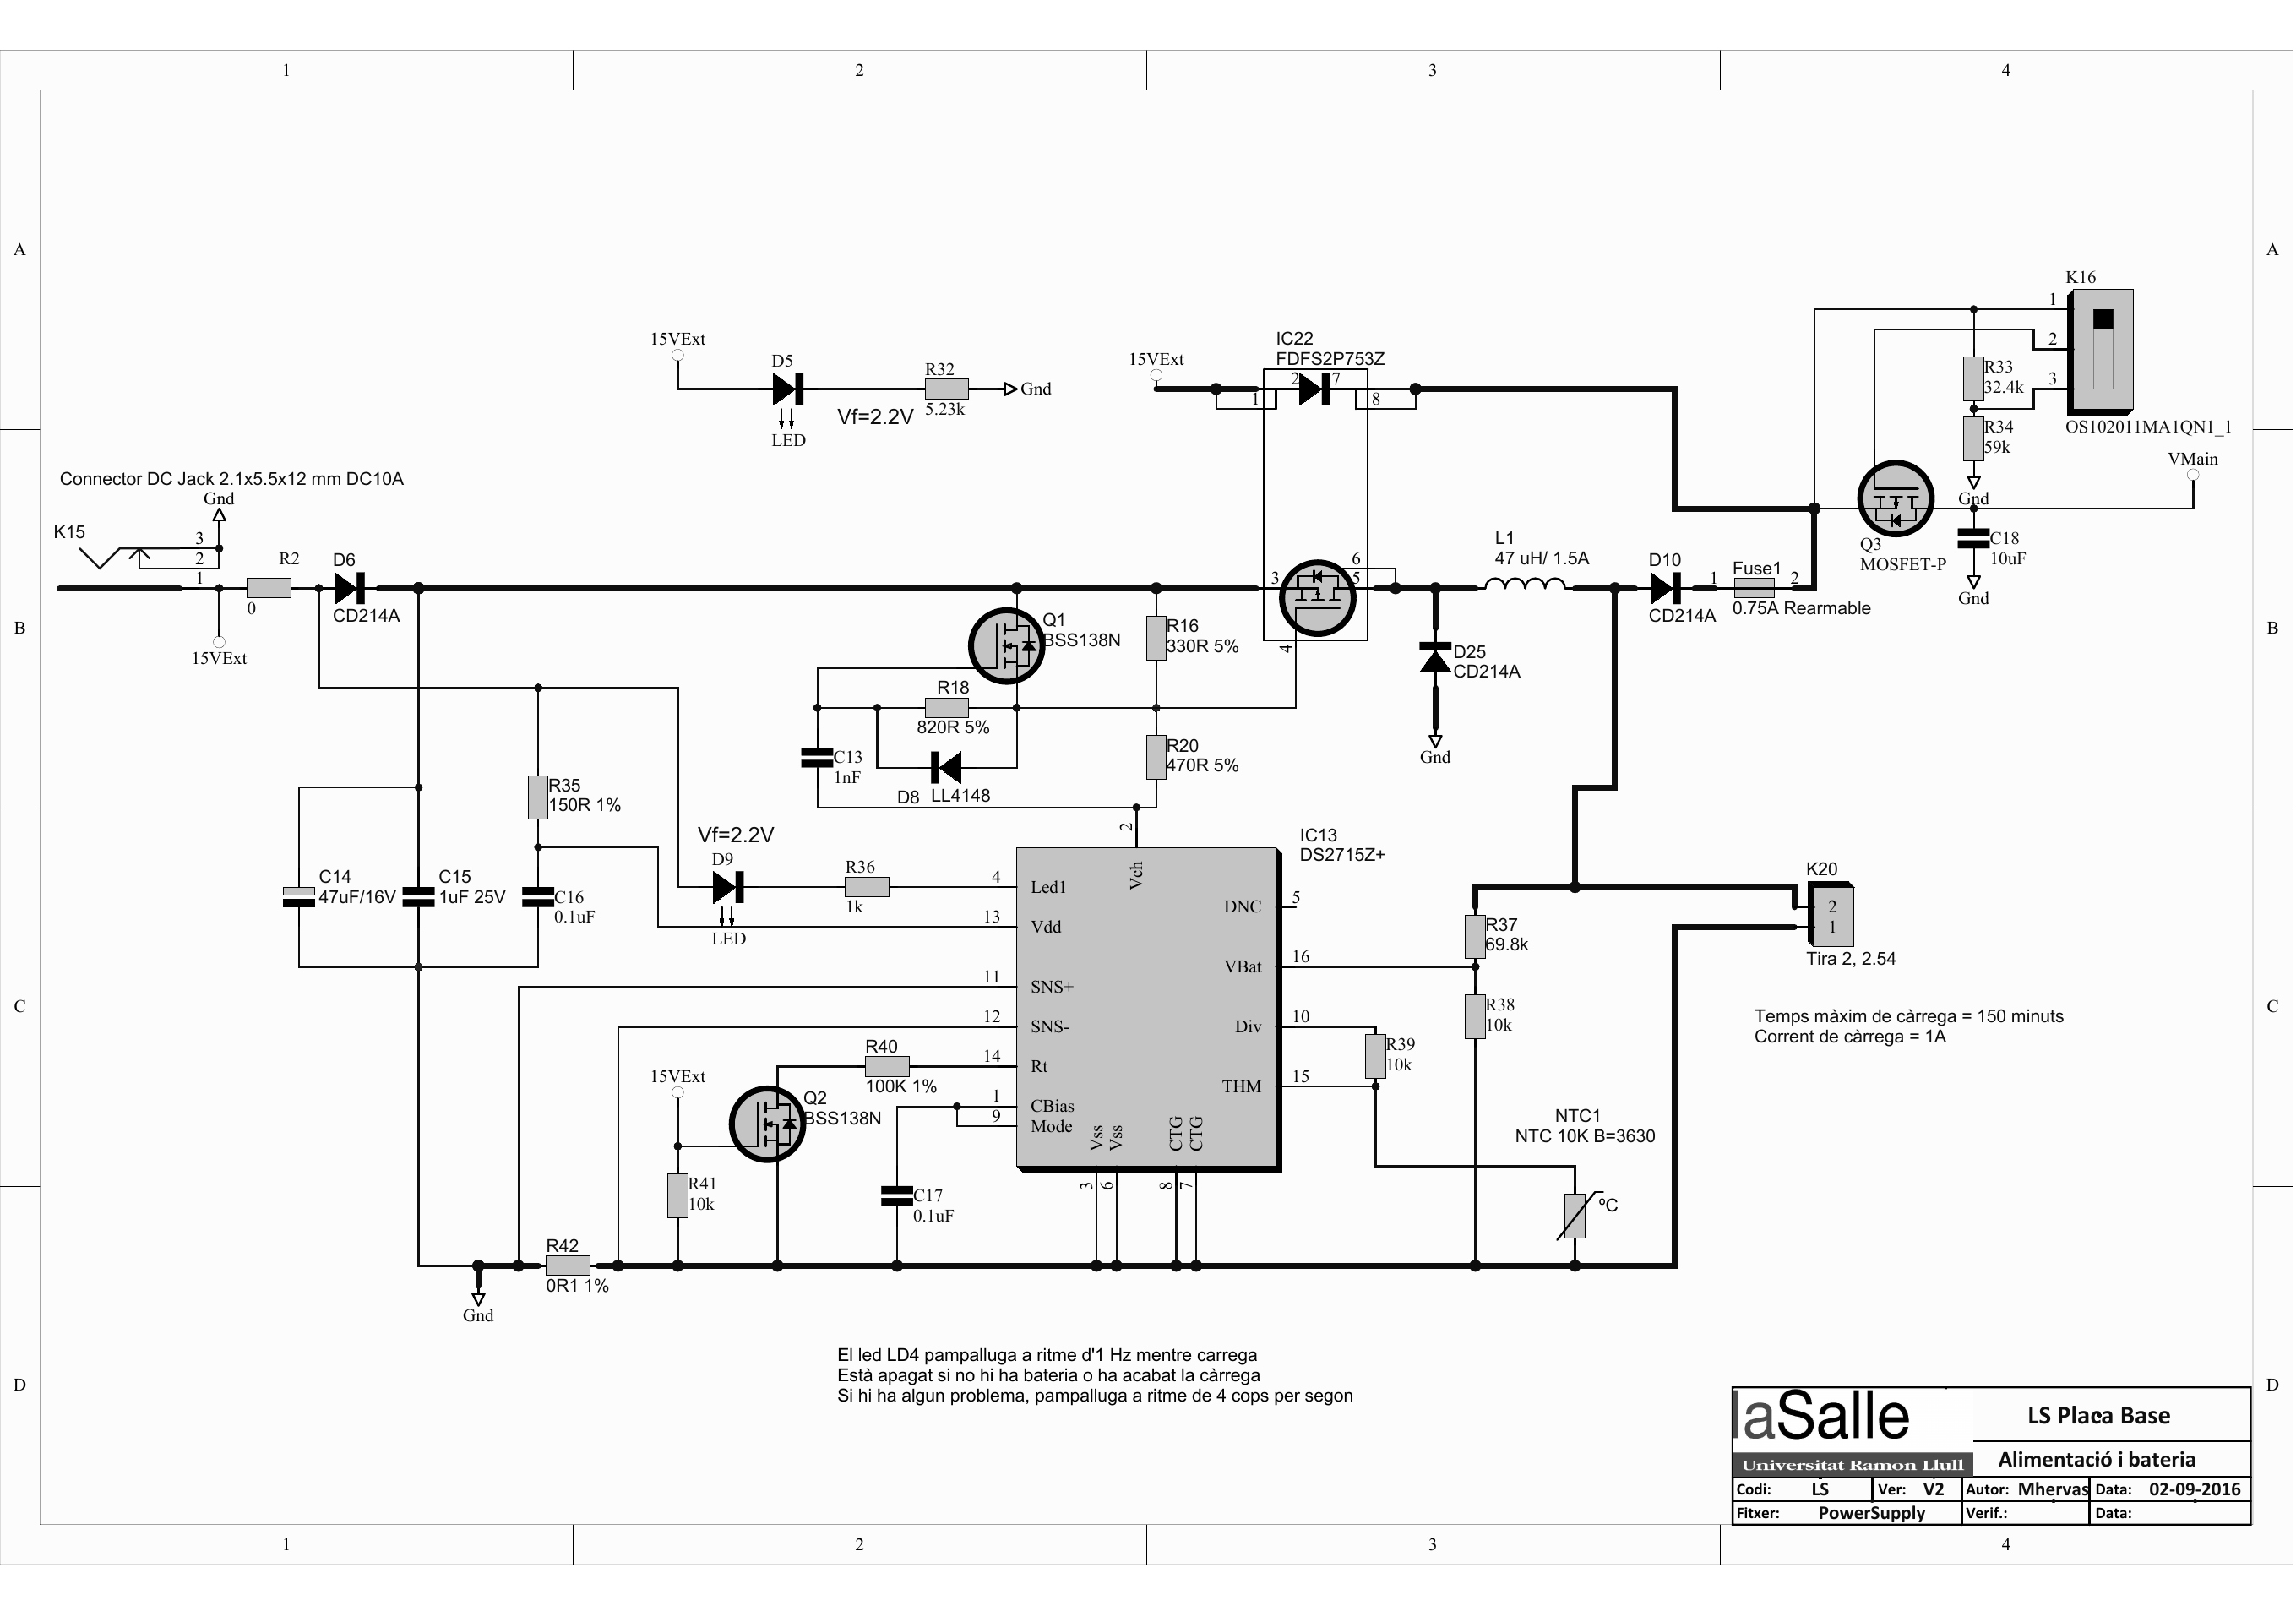 1
2
3
4
A
A
K16
1
2
3
IC22
FDFS2P753Z
15VExt
D5
R32
5.23k
Gnd
Vf=2.2V
LED
15VExt
2
7
1
8
R33
32.4k
R34
59k
OS102011MA1QN1_1
VMain
Gnd
Connector DC Jack 2.1x5.5x12 mm DC10A
Gnd
K15
3
2
1
R2
0
D6
CD214A
15VExt
Q1
BSS138N
R16
330R 5%
3
6
5
4
L1
47 uH/ 1.5A
D10
CD214A
1
Fuse1
2
0.75A Rearmable
Q3
MOSFET-P
C18
10uF
Gnd
B
B
D25
CD214A
Gnd
R18
820R 5%
C13
1nF
D8
LL4148
R20
470R 5%
R35
150R 1%
C14
47uF/16V
C15
1uF 25V
C16
0.1uF
Vf=2.2V
D9
LED
R36
1k
2
IC13
DS2715Z+
Vch
4
Led1
13
Vdd
11
SNS+
12
SNS-
14
Rt
1
CBias
9
Mode
DNC
5
VBat
16
Div
10
THM
15
Vss
Vss
CTG
CTG
3
6
8
7
R37
69.8k
R38
10k
R39
10k
K20
2
1
Tira 2, 2.54
C
C
Temps màxim de càrrega = 150 minuts
Corrent de càrrega = 1A
R40
100K 1%
15VExt
Q2
BSS138N
R41
10k
C17
0.1uF
NTC1
NTC 10K B=3630
ºC
R42
0R1 1%
Gnd
El led LD4 pampalluga a ritme d'1 Hz mentre carrega
Està apagat si no hi ha bateria o ha acabat la càrrega
Si hi ha algun problema, pampalluga a ritme de 4 cops per segon
D
D
laSalle
Universitat Ramon Llull
LS Placa Base
Alimentació i bateria
Codi: LS Ver: V2 Autor: Mhervas Data: 02-09-2016
Fitxer: PowerSupply Verif.: Data:
1
2
3
4